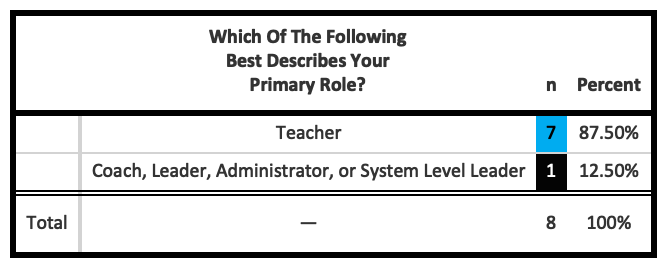 Which Of The Following
Best Describes Your
Primary Role? n Percent
Teacher 7 87.50%
Coach, Leader, Administrator, or System Level Leader 1 12.50%
Total — 8 100%